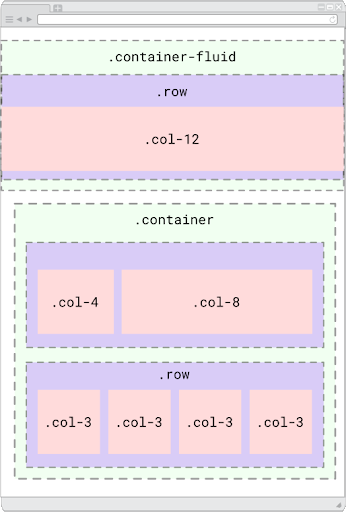 .container-fluid
.row
.col-12
.container
.col-4 .col-8
.row
.col-3 .col-3 .col-3 .col-3